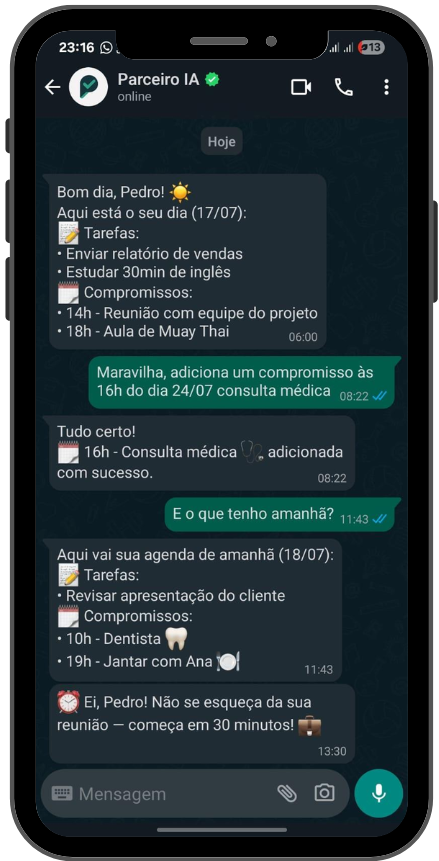 23:16
13
Parceiro IA
online
Hoje
Bom dia, Pedro! ☀️
Aqui está o seu dia (17/07):
📝 Tarefas:
• Enviar relatório de vendas
• Estudar 30min de inglês
🗓️ Compromissos:
• 14h - Reunião com equipe do projeto
• 18h - Aula de Muay Thai
06:00
Maravilha, adiciona um compromisso às
16h do dia 24/07 consulta médica
08:22
Tudo certo!
🗓️ 16h - Consulta médica 🩺 adicionada
com sucesso.
08:22
E o que tenho amanhã?
11:43
Aqui vai sua agenda de amanhã (18/07):
📝 Tarefas:
• Revisar apresentação do cliente
🗓️ Compromissos:
• 10h - Dentista 🦷
• 19h - Jantar com Ana 🍽️
11:43
⏰ Ei, Pedro! Não se esqueça da sua
reunião — começa em 30 minutos! 💼
13:30
Mensagem